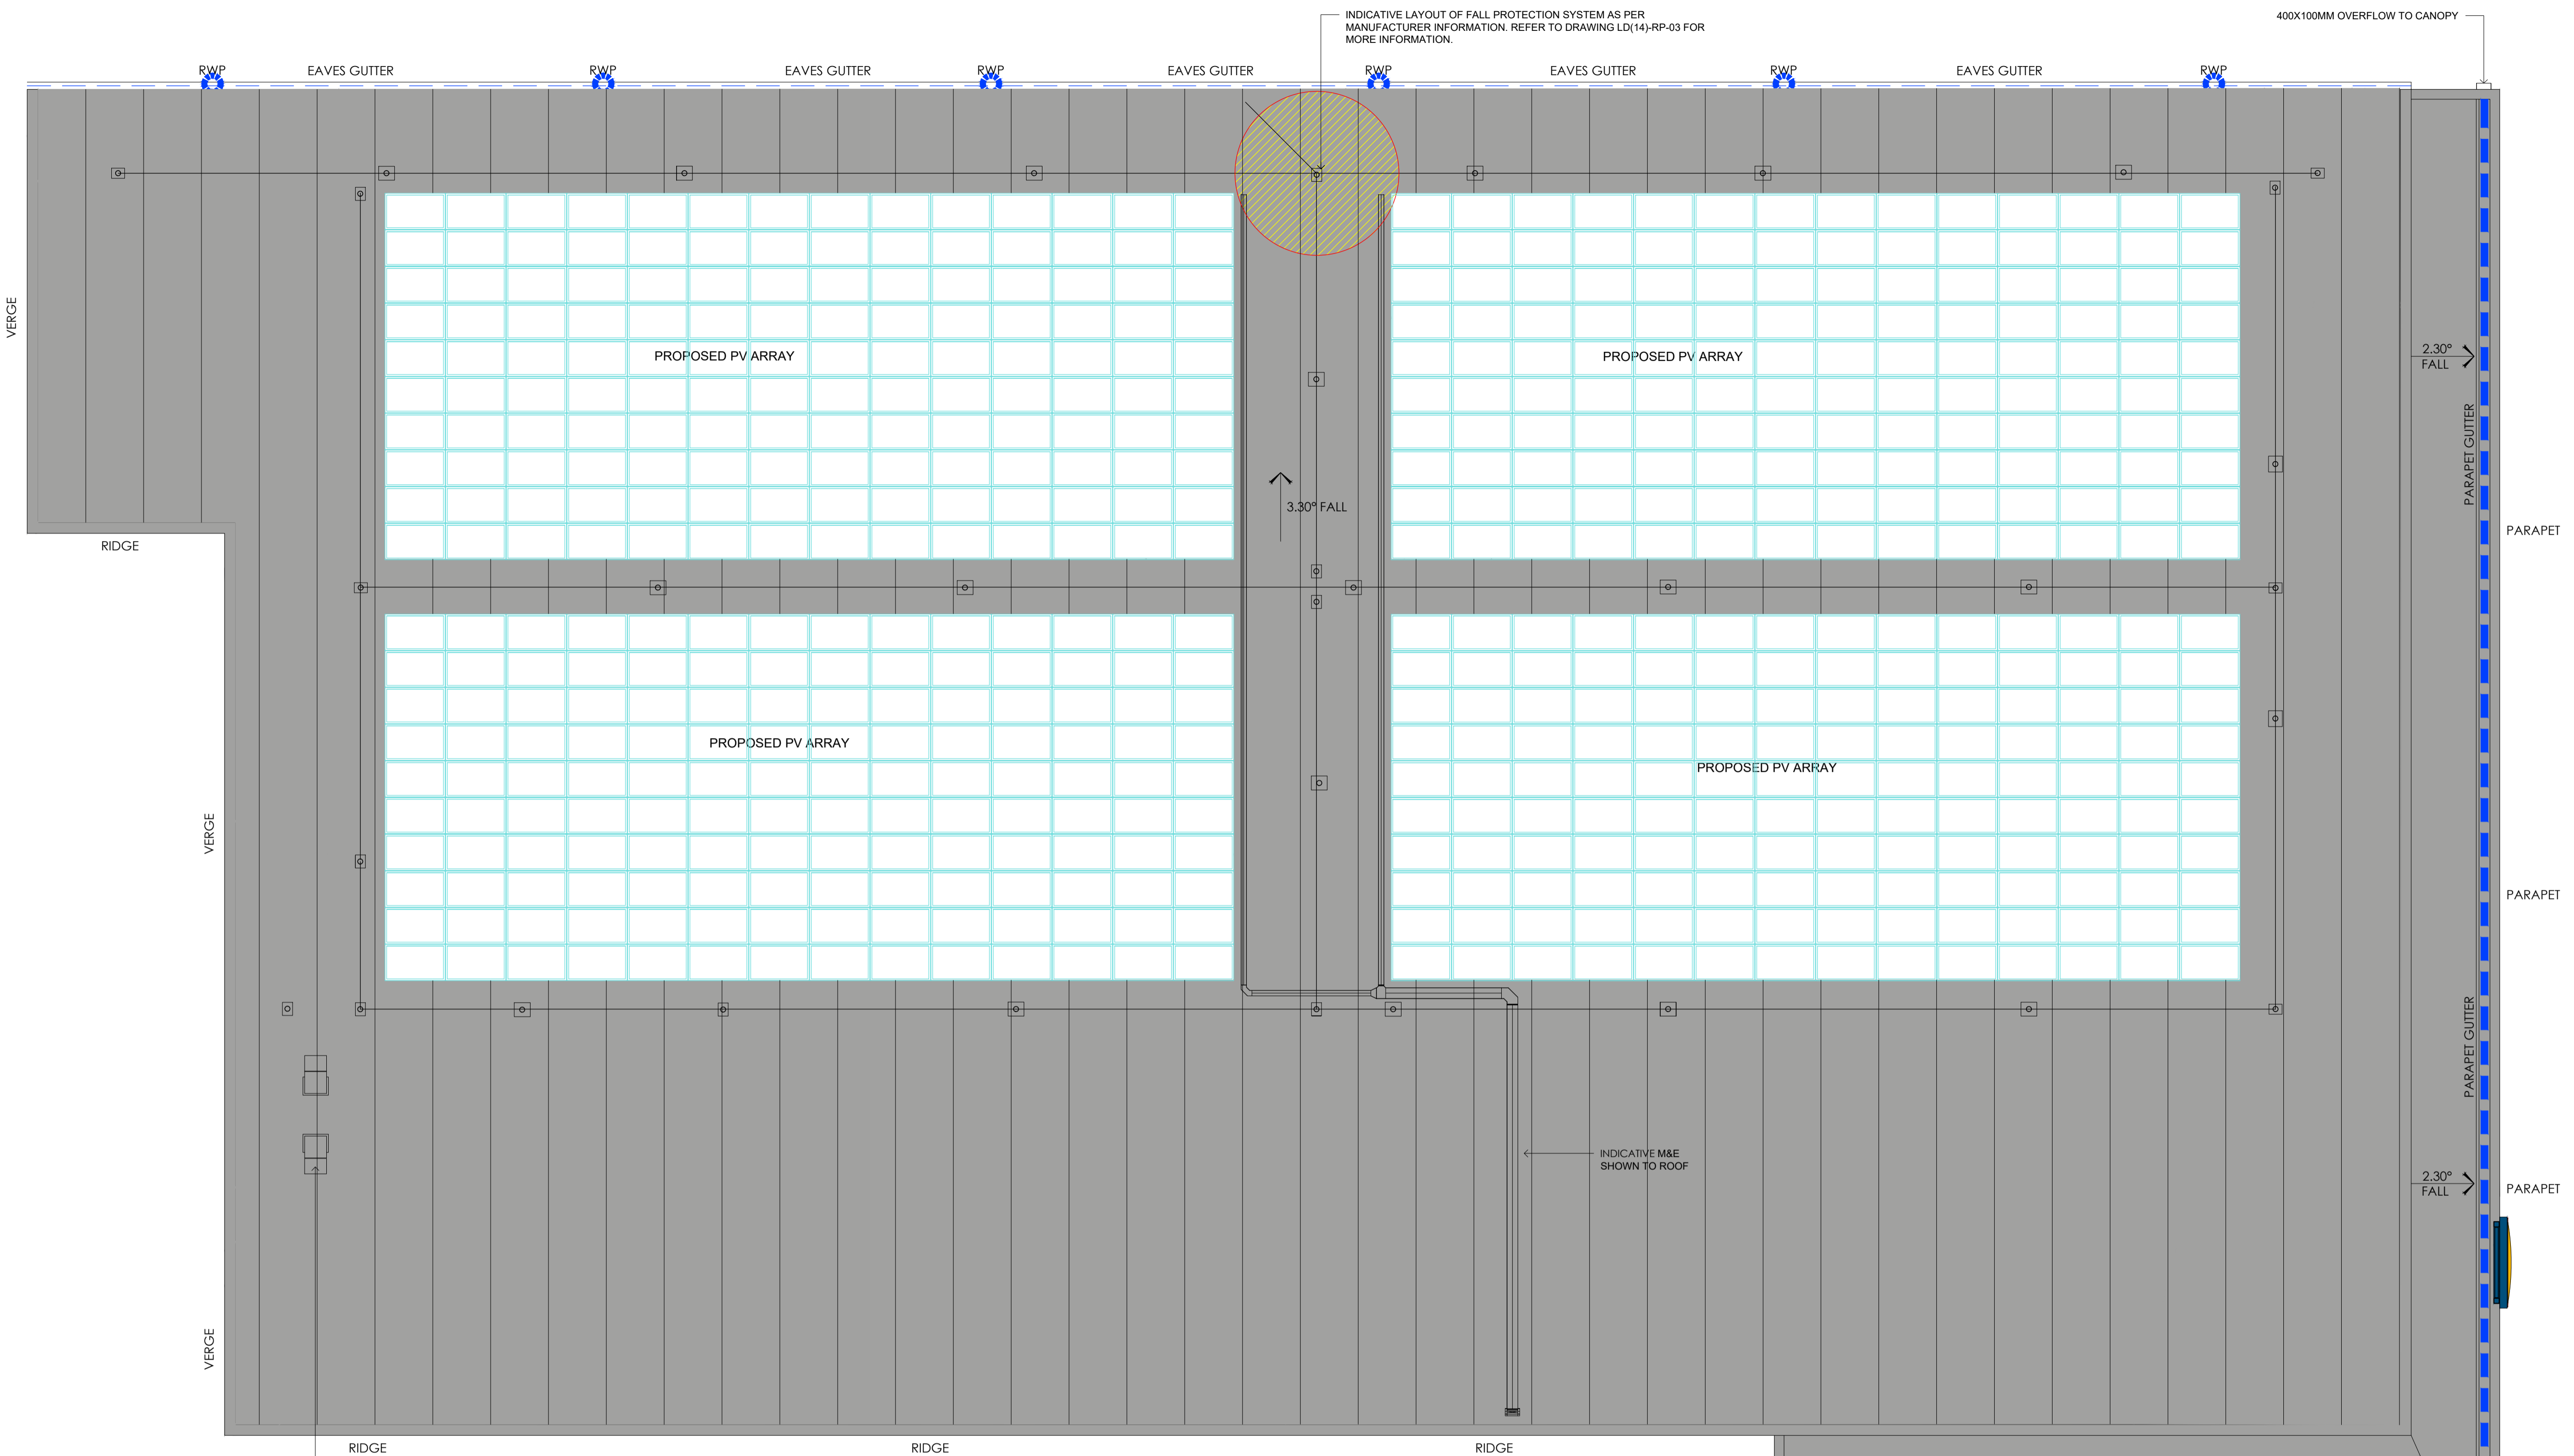 INDICATIVE LAYOUT OF FALL PROTECTION SYSTEM AS PER
MANUFACTURER INFORMATION. REFER TO DRAWING LD(14)-RP-03 FOR
MORE INFORMATION.
400X100MM OVERFLOW TO CANOPY
RWP
EAVES GUTTER
RWP
EAVES GUTTER
RWP
EAVES GUTTER
RWP
EAVES GUTTER
RWP
EAVES GUTTER
RWP
VERGE
PROPOSED PV ARRAY
PROPOSED PV ARRAY
2.30°
FALL
PARAPET GUTTER
3.30° FALL
PARAPET
RIDGE
PROPOSED PV ARRAY
PROPOSED PV ARRAY
VERGE
PARAPET
PARAPET GUTTER
INDICATIVE M&E
SHOWN TO ROOF
2.30°
FALL
PARAPET
VERGE
RIDGE
RIDGE
RIDGE